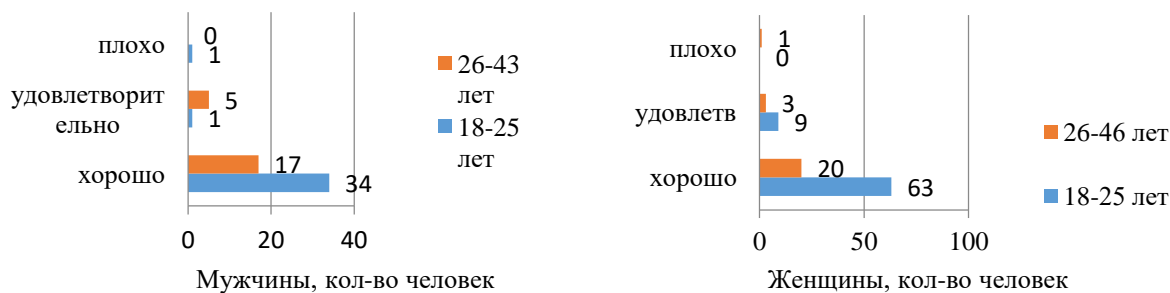 плохо
0
1
удовлетворит
ельно
5
1
хорошо
17
34
0
20
40
Мужчины, кол-во человек
26-43
лет
18-25
лет
плохо
1
0
удовлетв
3
9
хорошо
20
63
0
50
100
Женщины, кол-во человек
26-46 лет
18-25 лет